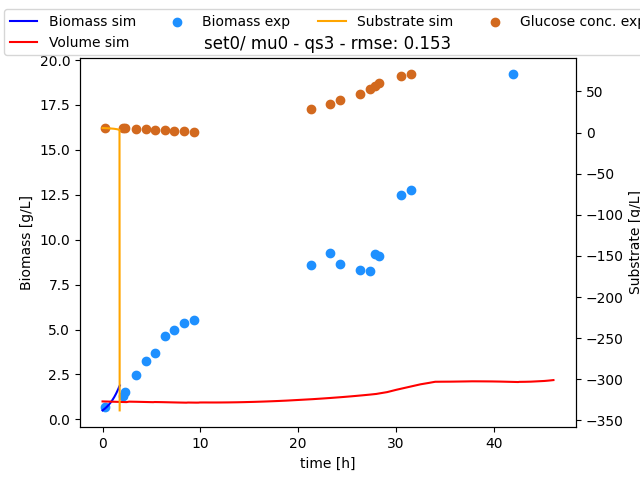 Biomass sim Biomass exp Substrate sim Glucose conc. exp
Volume sim
set0/ mu0 - qs3 - rmse: 0.153
20.0
17.5
15.0
12.5
10.0
7.5
5.0
2.5
0.0
Biomass [g/L]
50
0
−50
−100
−150
−200
−250
−300
−350
Substrate [g/L]
0 10 20 30 40
time [h]